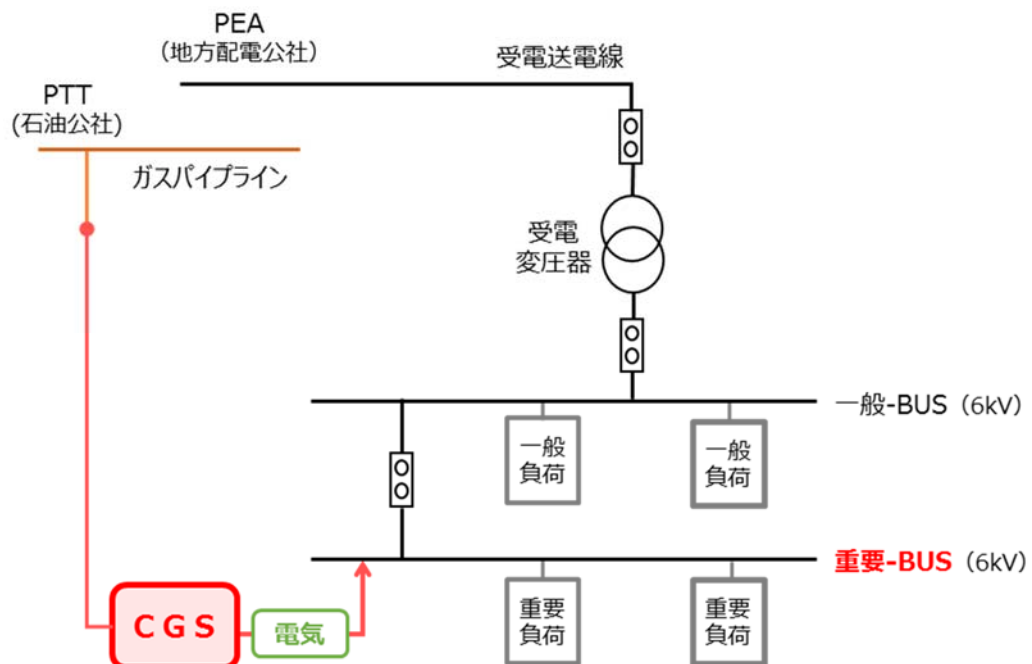 PEA
（地方配電公社）
受電送電線
PTT
(石油公社)
ガスパイプライン
受電
変圧器
一般-BUS（6kV）
一般
負荷
一般
負荷
重要-BUS（6kV）
CGS
電気
重要
負荷
重要
負荷